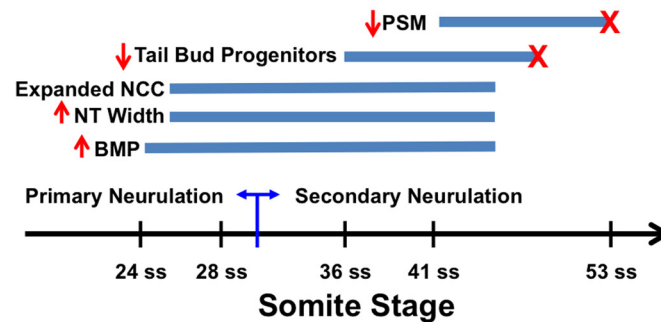 PSM
X
Tail Bud Progenitors
X
Expanded NCC
NT Width
BMP
Primary Neurulation
Secondary Neurulation
24 ss
28 ss
36 ss
41 ss
53 ss
Somite Stage